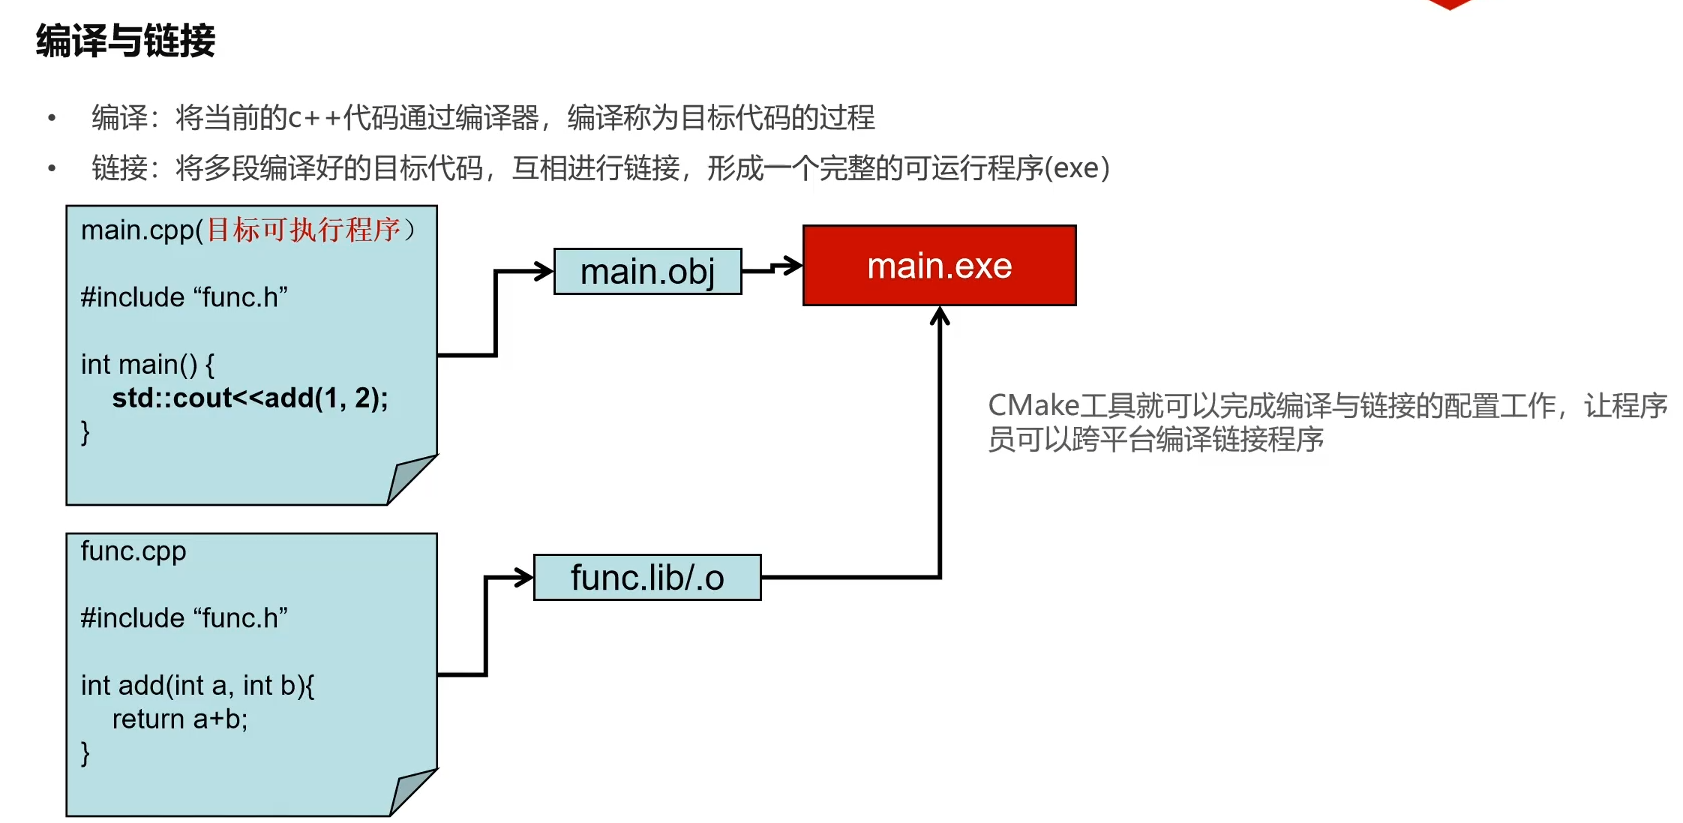 编译与链接
• 编译：将当前的c++代码通过编译器，编译称为目标代码的过程
• 链接：将多段编译好的目标代码，互相进行链接，形成一个完整的可运行程序(exe）
main.cpp(目标可执行程序）
#include “func.h”
int main() {
std::cout<<add(1, 2);
}
main.obj
main.exe
CMake工具就可以完成编译与链接的配置工作，让程序
员可以跨平台编译链接程序
func.cpp
#include “func.h”
int add(int a, int b){
return a+b;
}
func.lib/.o